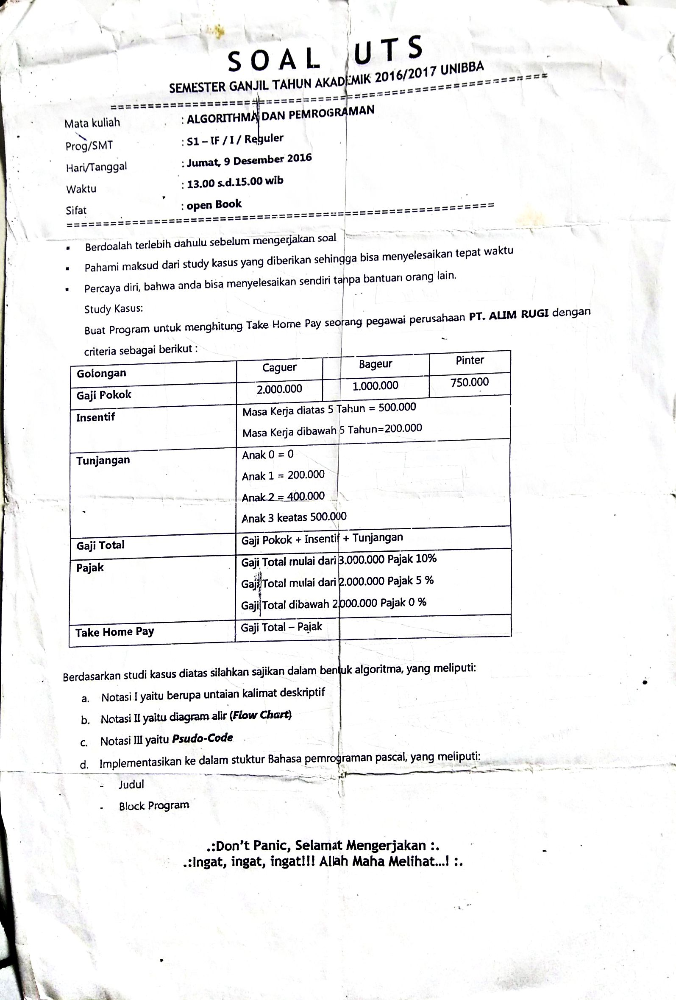 SOAL UTS
SEMESTER GANJIL TAHUN AKADEMIK 2016/2017 UNIBBA
============================================================
Mata kuliah : ALGORITHMA DAN PEMROGRAMAN
Prog/SMT : S1 – IF / I / Reguler
Hari/Tanggal : Jumat, 9 Desember 2016
Waktu : 13.00 s.d.15.00 wib
Sifat : open Book
============================================================
▪ Berdoalah terlebih dahulu sebelum mengerjakan soal
▪ Pahami maksud dari study kasus yang diberikan sehingga bisa menyelesaikan tepat waktu
▪ Percaya diri, bahwa anda bisa menyelesaikan sendiri tanpa bantuan orang lain.
Study Kasus:
Buat Program untuk menghitung Take Home Pay seorang pegawai perusahaan PT. ALIM RUGI dengan
criteria sebagai berikut :
Golongan Caguer Bageur Pinter
Gaji Pokok 2.000.000 1.000.000 750.000
Insentif Masa Kerja diatas 5 Tahun = 500.000
Masa Kerja dibawah 5 Tahun=200.000
Tunjangan Anak 0 = 0
Anak 1 = 200.000
Anak 2 = 400.000
Anak 3 keatas 500.000
Gaji Total Gaji Pokok + Insentif + Tunjangan
Pajak Gaji Total mulai dari 3.000.000 Pajak 10%
Gaji Total mulai dari 2.000.000 Pajak 5 %
Gaji Total dibawah 2.000.000 Pajak 0 %
Take Home Pay Gaji Total – Pajak
Berdasarkan studi kasus diatas silahkan sajikan dalam bentuk algoritma, yang meliputi:
a. Notasi I yaitu berupa untaian kalimat deskriptif
b. Notasi II yaitu diagram alir (Flow Chart)
c. Notasi III yaitu Psudo-Code
d. Implementasikan ke dalam stuktur Bahasa pemrograman pascal, yang meliputi:
- Judul
- Block Program
.:Don't Panic, Selamat Mengerjakan :.
.:Ingat, ingat, ingat!!! Allah Maha Melihat...! :.